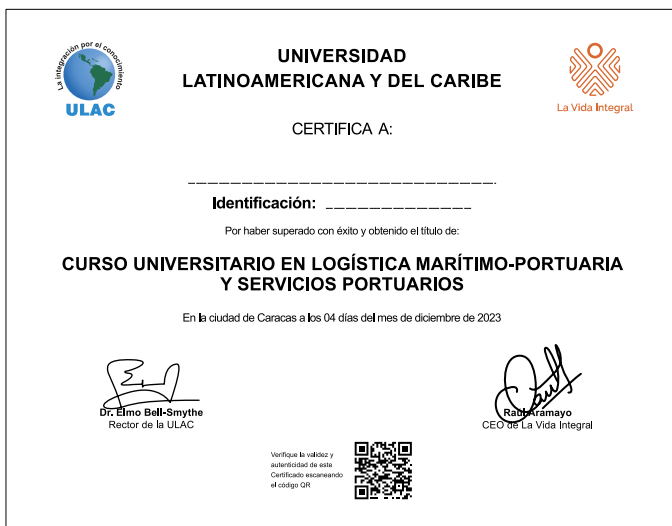 La integración por el conocimiento
ULAC
UNIVERSIDAD
LATINOAMERICANA Y DEL CARIBE
La Vida Integral
CERTIFICA A:
Identificación:
Por haber superado con éxito y obtenido el título de:
CURSO UNIVERSITARIO EN LOGÍSTICA MARÍTIMO-PORTUARIA
Y SERVICIOS PORTUARIOS
En la ciudad de Caracas a los 04 días del mes de diciembre de 2023
Dr. Elmo Bell-Smythe
Rector de la ULAC
Raúl Aramayo
CEO de La Vida Integral
Verifique la validez y
autenticidad de este
Certificado escaneando
el código QR